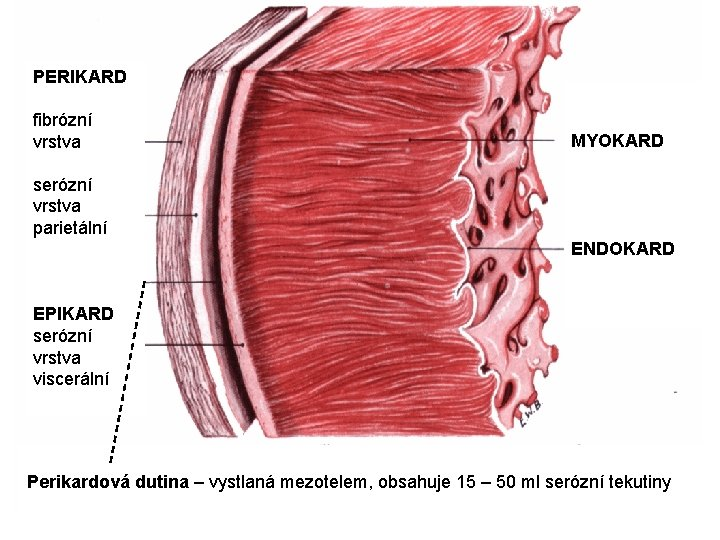 PERIKARD
fibrózní
vrstva
MYOKARD
serózní
vrstva
parietální
ENDOKARD
EPIKARD
serózní
vrstva
viscerální
E.W.B.
Perikardová dutina – vystlaná mezotelem, obsahuje 15 – 50 ml serózní tekutiny